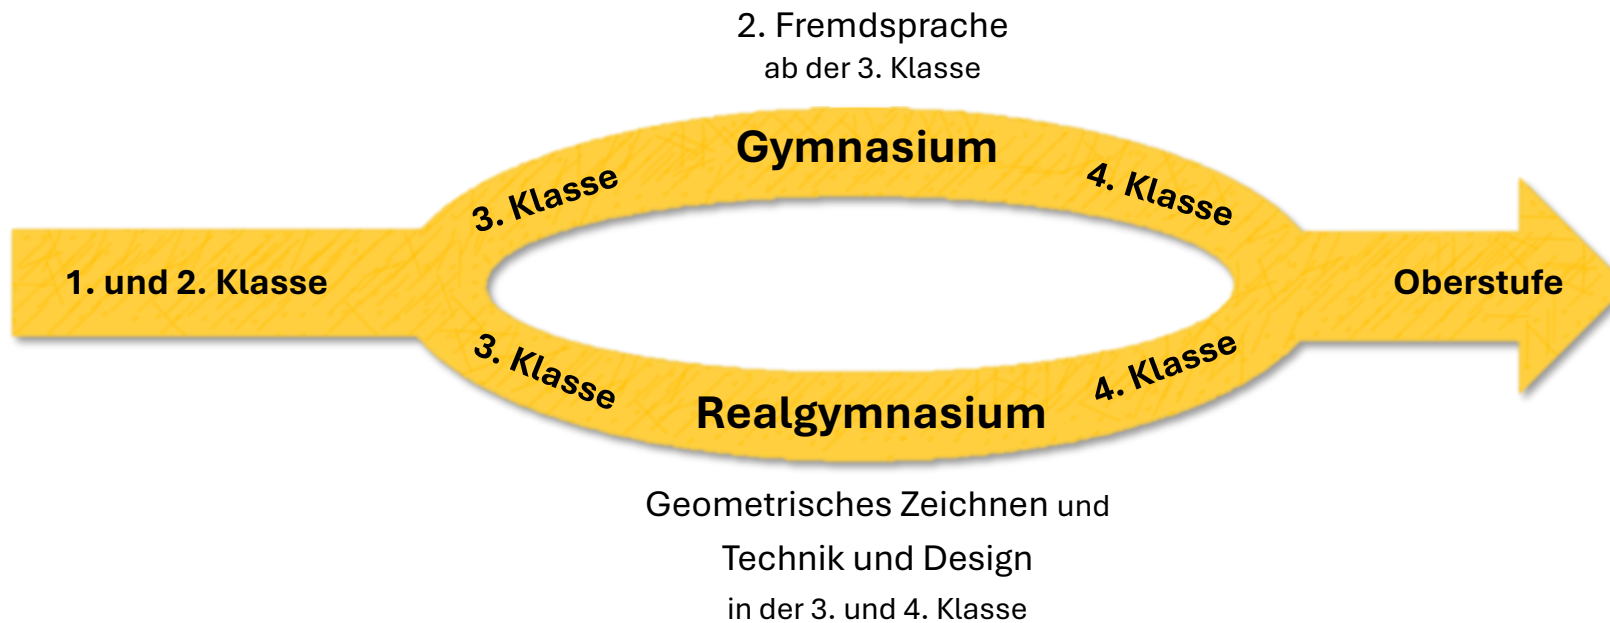 2. Fremdsprache
ab der 3. Klasse
Gymnasium
3. Klasse
4. Klasse
1. und 2. Klasse
Oberstufe
3. Klasse
4. Klasse
Realgymnasium
Geometrisches Zeichnen und
Technik und Design
in der 3. und 4. Klasse